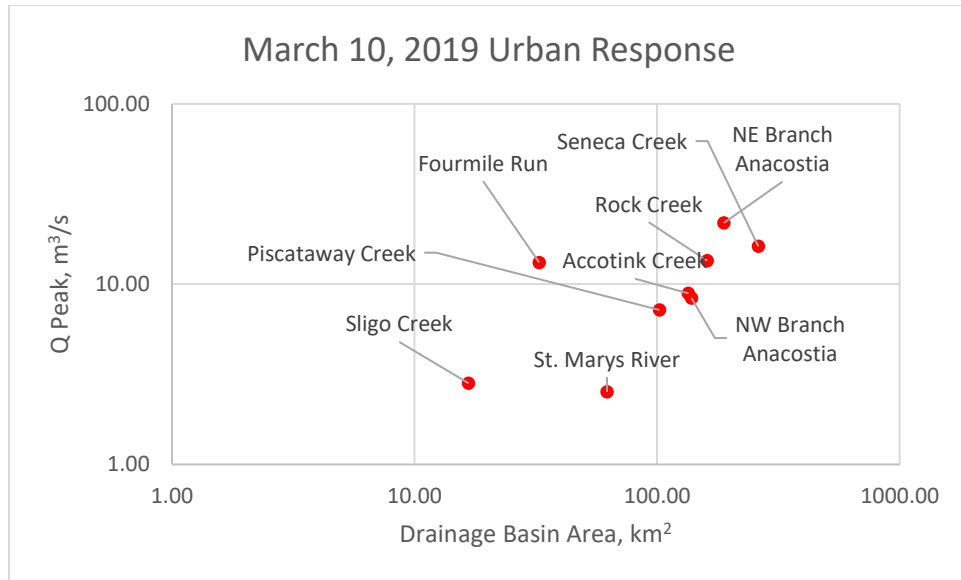 March 10, 2019 Urban Response
100.00
10.00
1.00
Q Peak, m³/s
Seneca Creek
NE Branch
Anacostia
Fourmile Run
Rock Creek
Piscataway Creek
Accotink Creek
Sligo Creek
NW Branch
Anacostia
St. Marys River
1.00
10.00
100.00
1000.00
Drainage Basin Area, km²